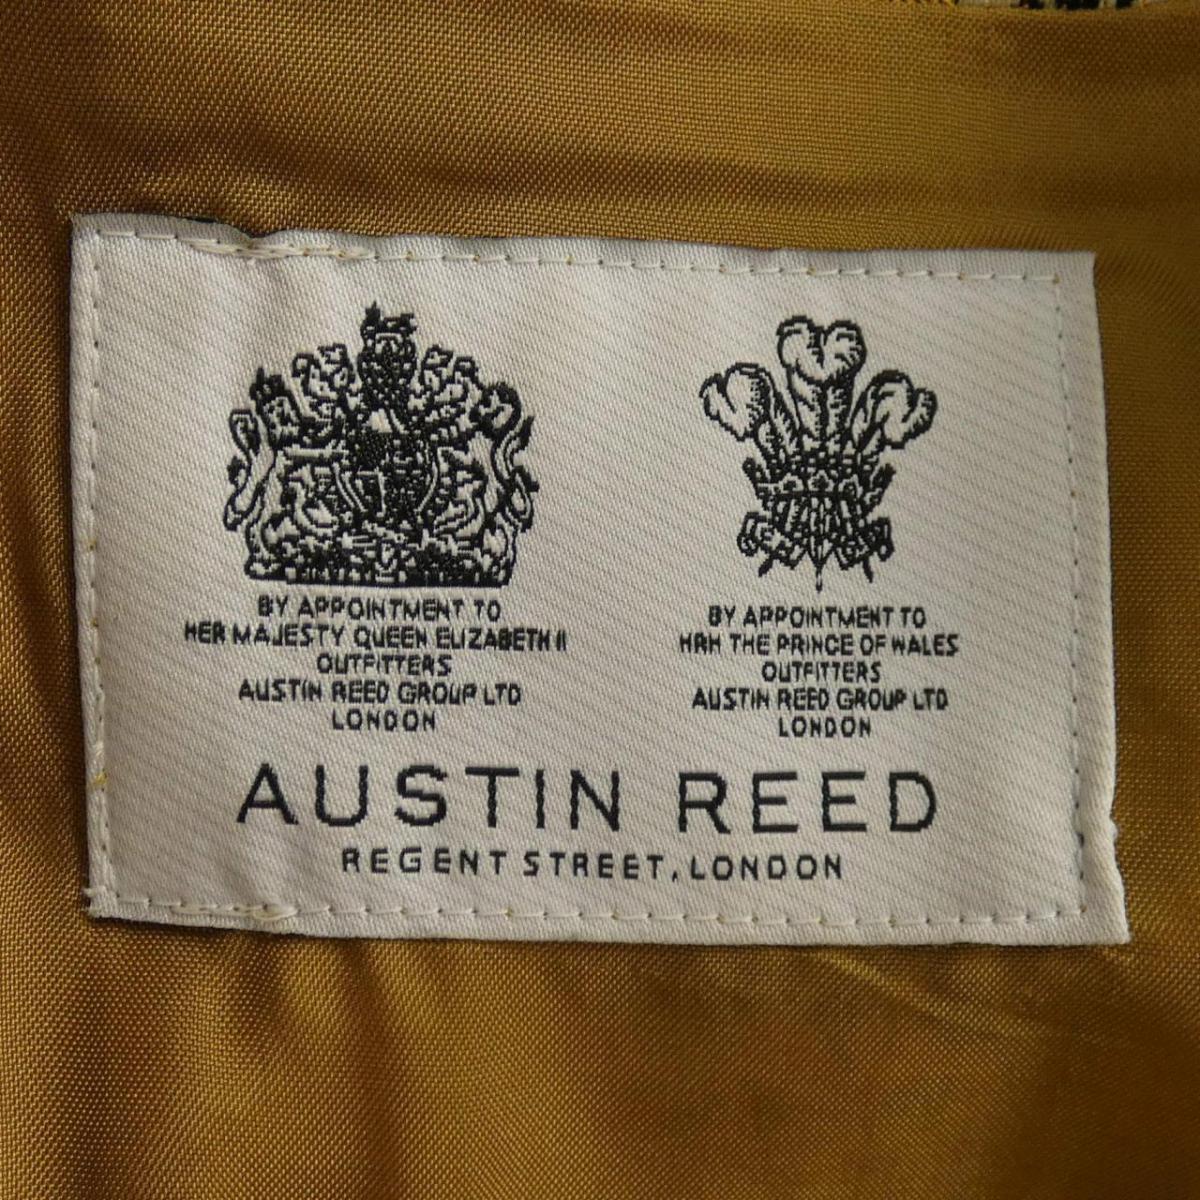 BY APPOINTMENT TO
HER MAJESTY QUEEN ELIZABETH II
OUTFITTERS
AUSTIN REED GROUP LTD
LONDON
BY APPOINTMENT TO
HRH THE PRINCE OF WALES
OUTFITTERS
AUSTIN REED GROUP LTD
LONDON
AUSTIN REED
REGENT STREET, LONDON